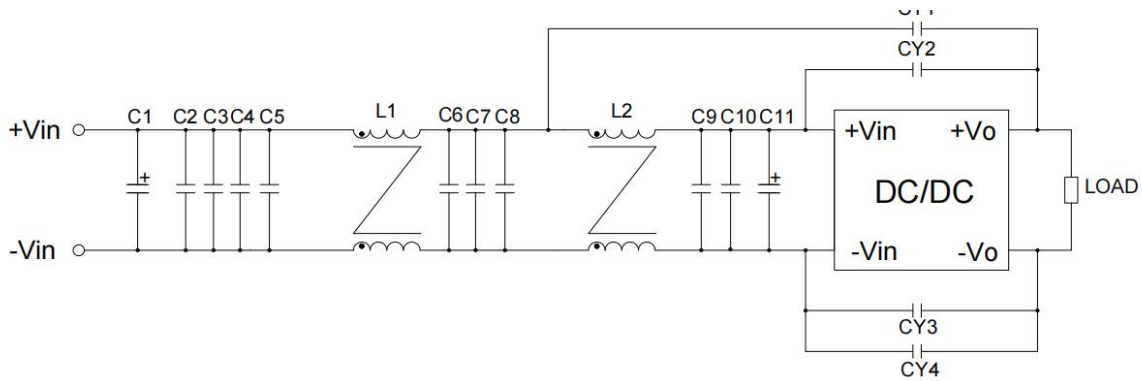 CY2
C1 C2 C3 C4 C5 L1 C6 C7 C8 L2 C9 C10 C11
+Vin
+Vin +Vo
DC/DC
LOAD
-Vin
-Vin -Vo
CY3
CY4